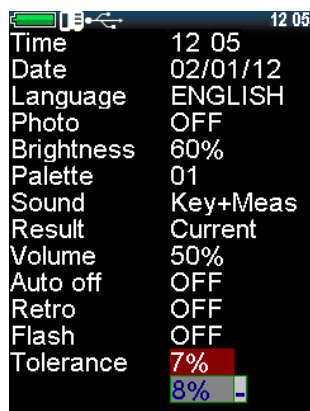 12 05
Time 12 05
Date 02/01/12
Language ENGLISH
Photo OFF
Brightness 60%
Palette 01
Sound Key+Meas
Result Current
Volume 50%
Auto off OFF
Retro OFF
Flash OFF
Tolerance 7%
8%